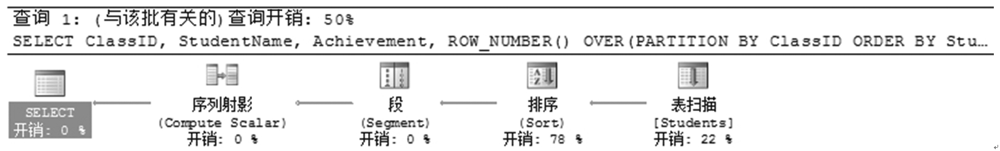 查询 1: (与该批有关的)查询开销: 50%
SELECT ClassID, StudentName, Achievement, ROW_NUMBER() OVER(PARTITION BY ClassID ORDER BY Stu…
SELECT
开销: 0 %
序列射影
(Compute Scalar)
开销: 0 %
段
(Segment)
开销: 0 %
排序
(Sort)
开销: 78 %
表扫描
[Students]
开销: 22 %